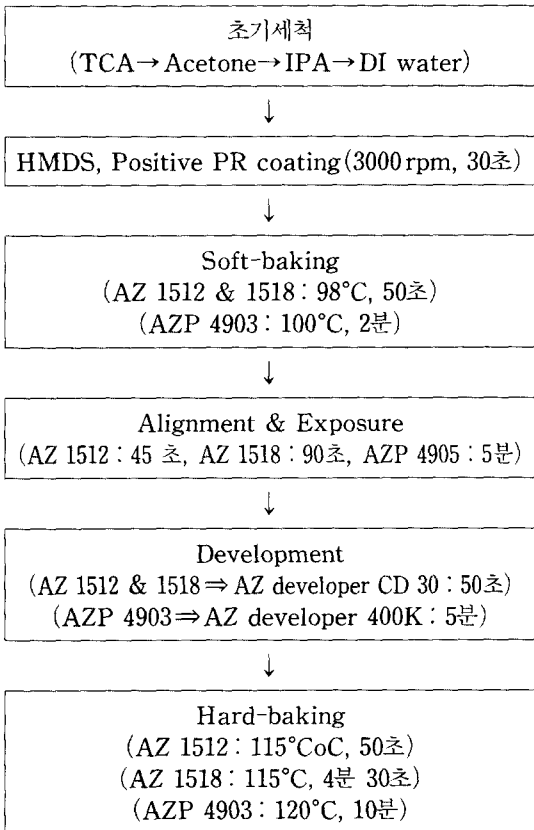 초기세척
(TCA→Acetone→IPA→DI water)
↓
HMDS, Positive PR coating(3000 rpm, 30초)
↓
Soft-baking
(AZ 1512 & 1518 : 98°C, 50초)
(AZP 4903 : 100°C, 2분)
↓
Alignment & Exposure
(AZ 1512 : 45 초, AZ 1518 : 90초, AZP 4905 : 5분)
↓
Development
(AZ 1512 & 1518⇒AZ developer CD 30 : 50초)
(AZP 4903⇒AZ developer 400K : 5분)
↓
Hard-baking
(AZ 1512 : 115°CoC, 50초)
(AZ 1518 : 115°C, 4분 30초)
(AZP 4903 : 120°C, 10분)